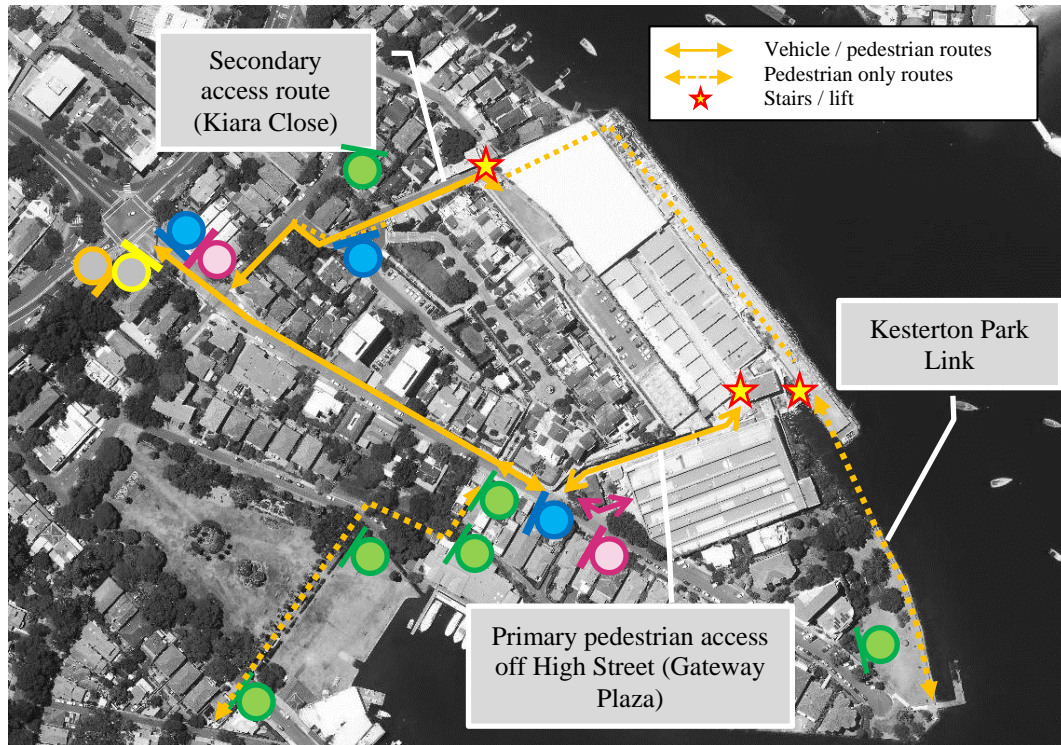 Secondary
access route
(Kiara Close)
Vehicle / pedestrian routes
Pedestrian only routes
Stairs / lift
Kesterton Park
Link
Primary pedestrian access
off High Street (Gateway
Plaza)